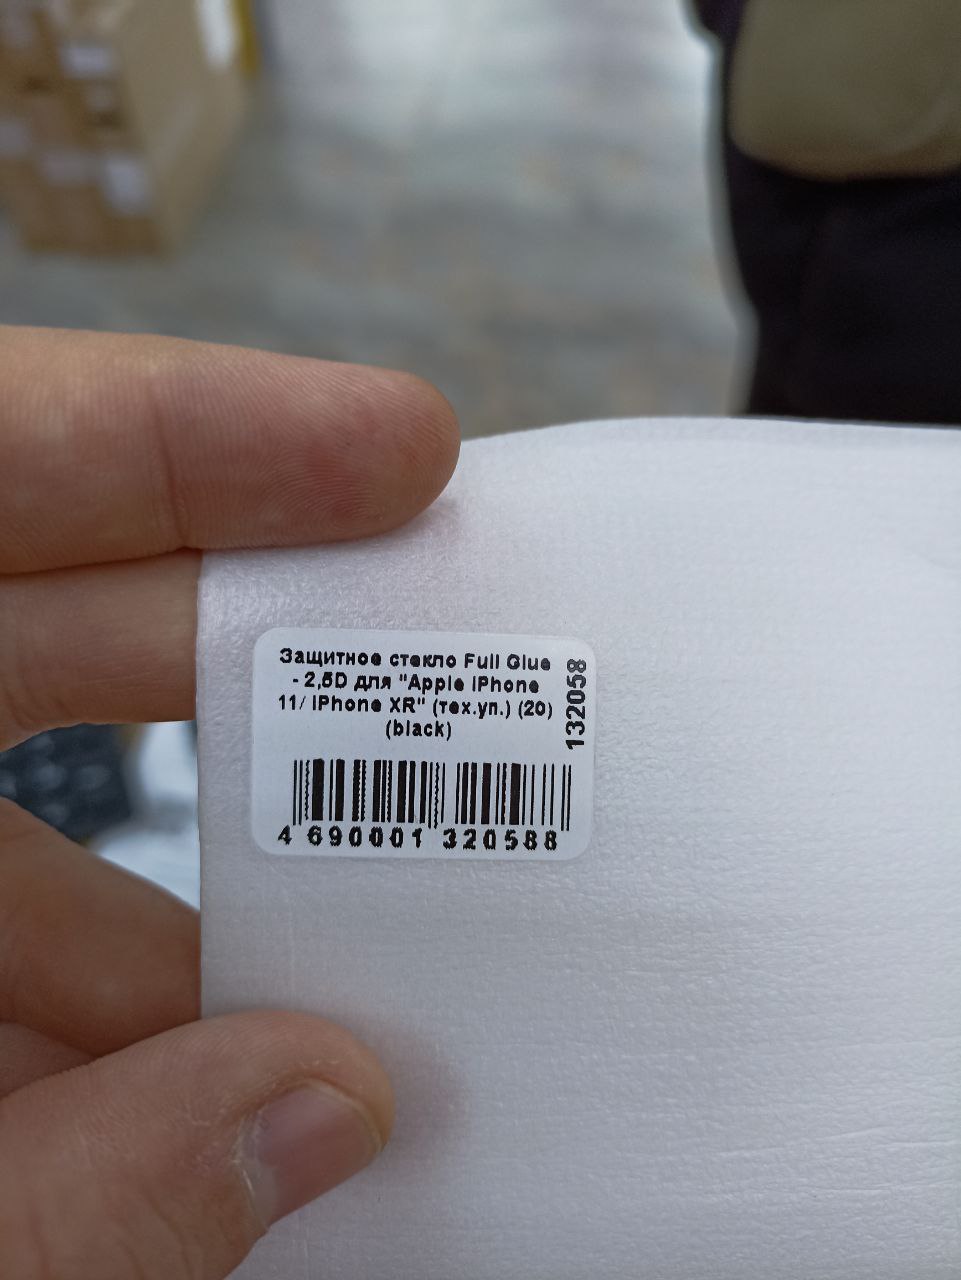 Защитное стекло Full Glue
- 2,5D для "Apple iPhone
11/ iPhone XR" (тех.уп.) (20)
(black)
132058
4 690001 320588